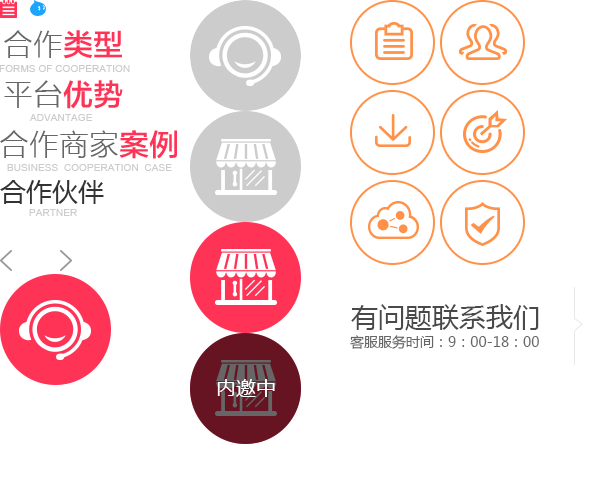 合作类型
FORMS OF COOPERATION
平台优势
ADVANTAGE
合作商家案例
BUSINESS COOPERATION CASE
合作伙伴
PARTNER
内邀中
有问题联系我们
客服服务时间：9：00-18：00